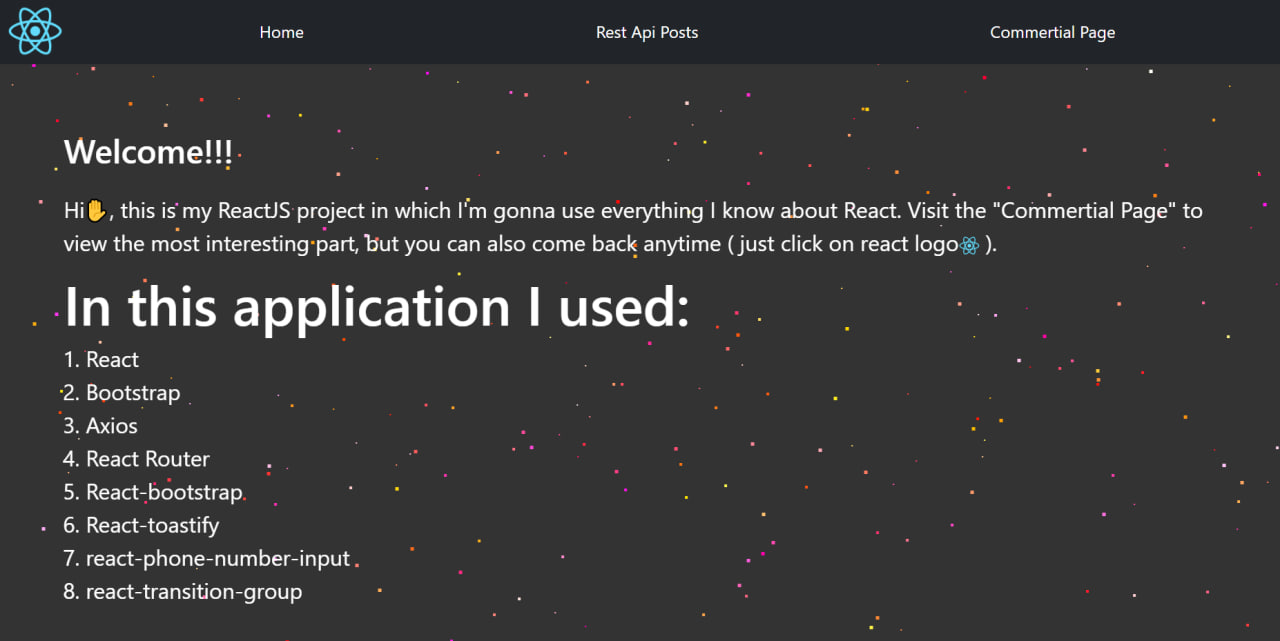 Home
Rest Api Posts
Commertial Page
Welcome!!!
Hi✋, this is my ReactJS project in which I'm gonna use everything I know about React. Visit the "Commertial Page" to
view the most interesting part, but you can also come back anytime ( just click on react logo ).
In this application I used:
1. React
2. Bootstrap
3. Axios
4. React Router
5. React-bootstrap
6. React-toastify
7. react-phone-number-input
8. react-transition-group